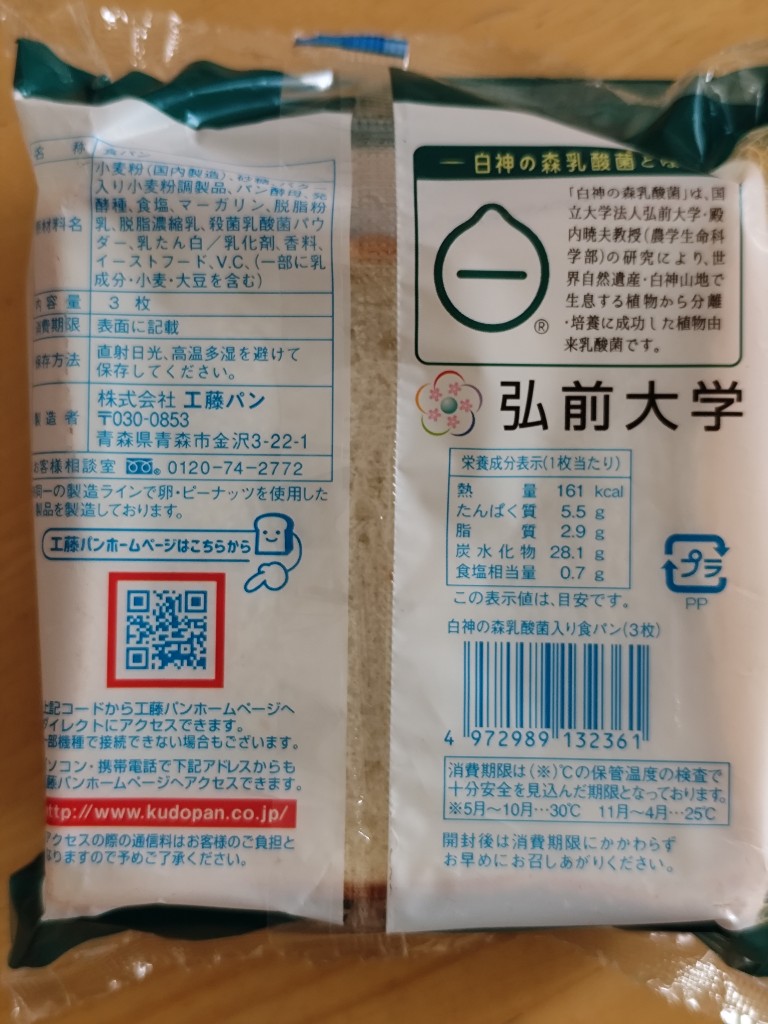 名 称 食パン
小麦粉(国内製造)、砂糖、バター
入り小麦粉調製品、パン酵母、発
酵種、食塩、マーガリン、脱脂粉
原材料名 乳、脱脂濃縮乳、殺菌乳酸菌パウ
ダー、乳たん白/乳化剤、香料、
イーストフード、V.C.、(一部に乳
成分・小麦・大豆を含む)
内容量 3 枚
消費期限 表面に記載
保存方法 直射日光、高温多湿を避けて
保存してください。
製造者 株式会社 工藤パン
〒030-0853
青森県青森市金沢3-22-1
お客様相談室 0120-74-2772
同一の製造ラインで卵・ピーナッツを使用した
製品を製造しております。
工藤パンホームページはこちらから
上記コードから工藤パンホームページへ
ダイレクトにアクセスできます。
一部機種で接続できない場合もございます。
パソコン・携帯電話で下記アドレスからも
工藤パンホームページへアクセスできます。
http://www.kudopan.co.jp/
アクセスの際の通信料はお客様のご負担と
なりますので予めご了承ください。
白神の森乳酸菌とは
「白神の森乳酸菌」は、国
立大学法人弘前大学・殿
内暁夫教授(農学生命科
学部)の研究により、世
界自然遺産・白神山地で
生息する植物から分離
・培養に成功した植物由
来乳酸菌です。
®
弘前大学
栄養成分表示(1枚当たり)
熱 量 161 kcal
たんぱく質 5.5 g
脂 質 2.9 g
炭水化物 28.1 g
食塩相当量 0.7 g
この表示値は、目安です。
プラ
PP
白神の森乳酸菌入り食パン(3枚)
4 972989 132361
消費期限は(※)℃の保管温度の検査で
十分安全を見込んだ期限となっております。
※5月〜10月…30℃ 11月〜4月…25℃
開封後は消費期限にかかわらず
お早めにお召しあがりください。